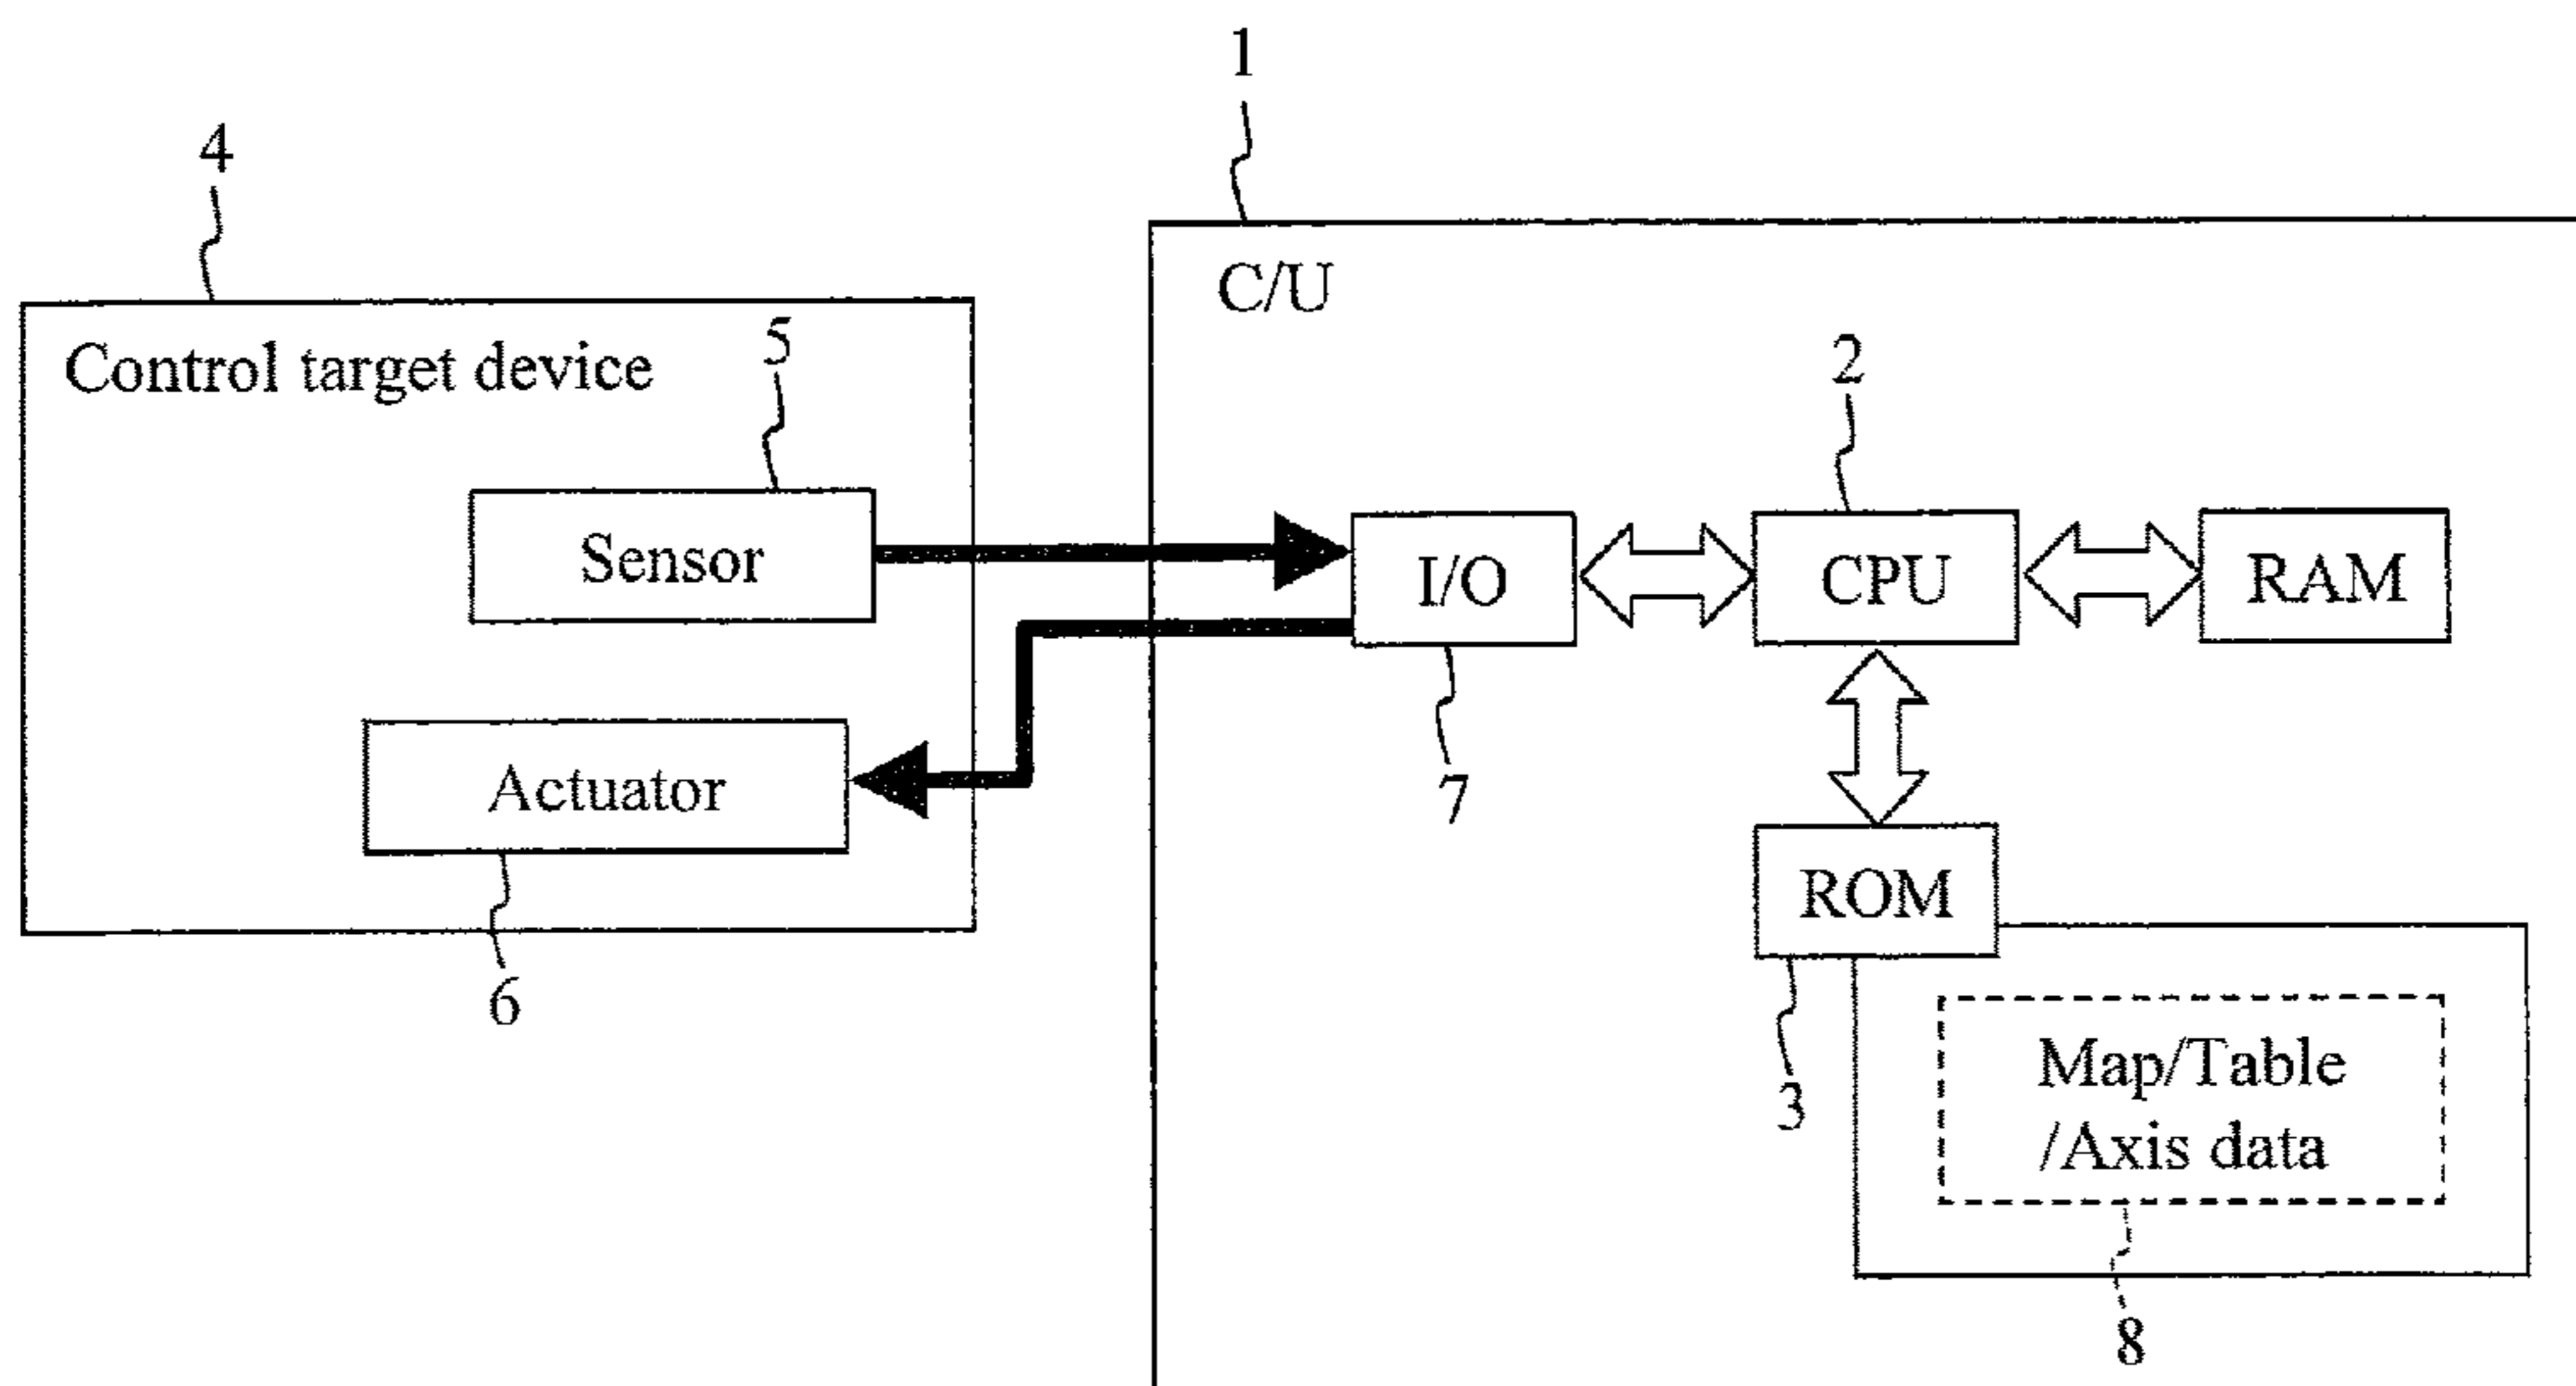 1
4
C/U
Control target device
5
2
Sensor
I/O
CPU
RAM
Actuator
7
ROM
6
3
Map/Table
/Axis data
8